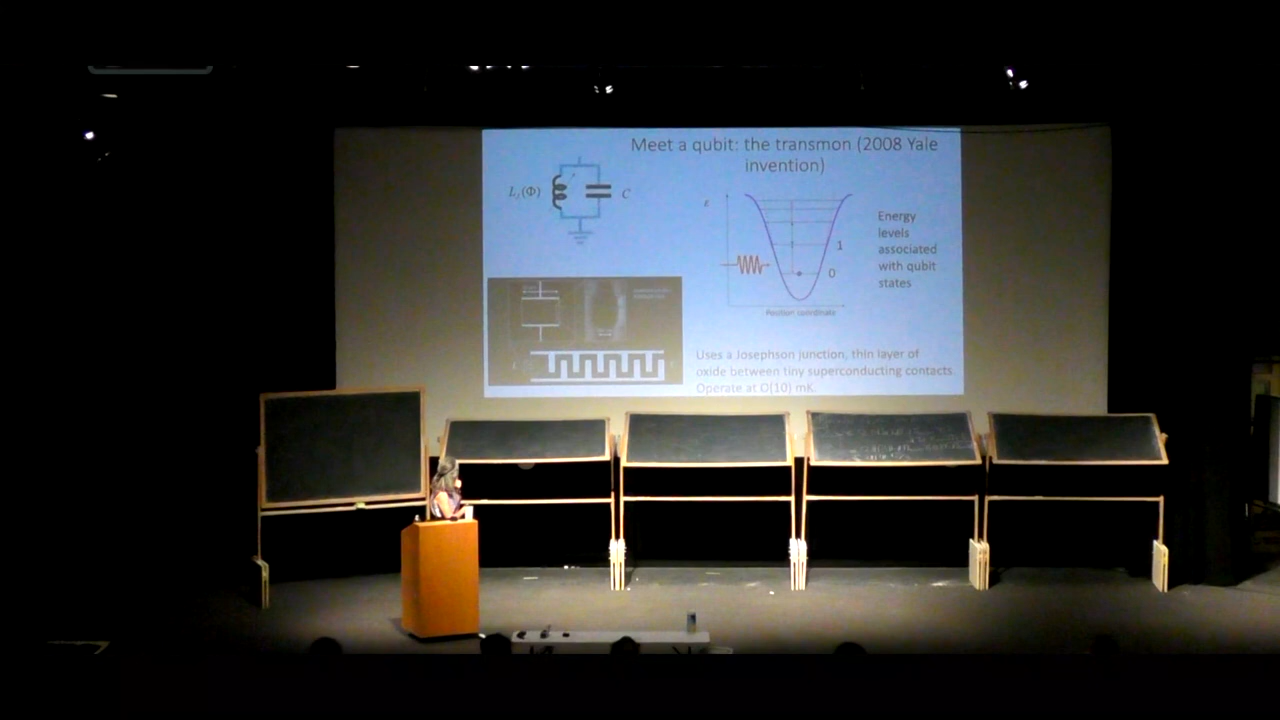 Meet a qubit: the transmon (2008 Yale
invention)
L_J(Φ)
C
ε
Energy
levels
associated
with qubit
states
1
0
Position coordinate
Uses a Josephson junction, thin layer of
oxide between tiny superconducting contacts.
Operate at O(10) mK.